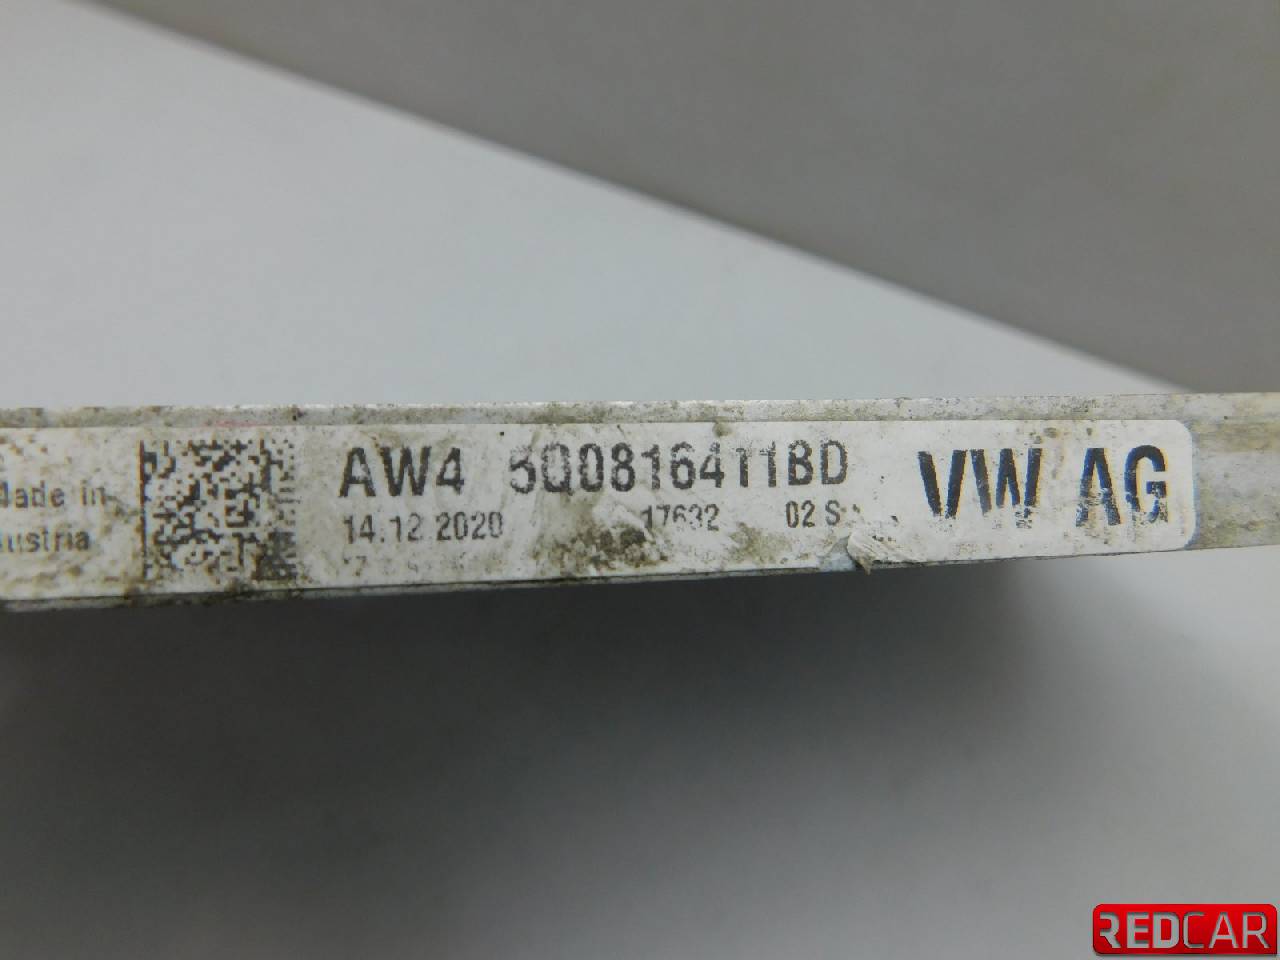 Made in
Austria
AW4 5Q0816411BD
14.12.2020 17632 02 S
VW AG
REDCAR